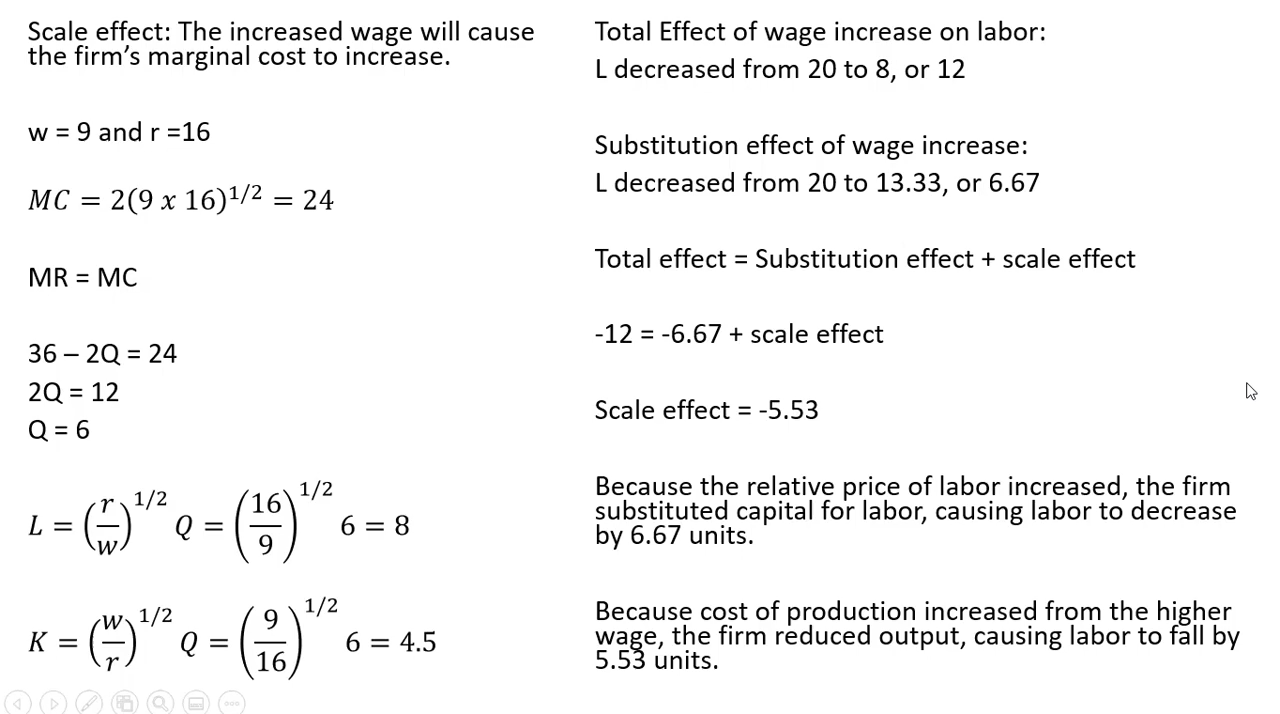 Scale effect: The increased wage will cause
the firm's marginal cost to increase.
w = 9 and r =16
MC = 2(9 x 16)^{1/2} = 24
MR = MC
36 – 2Q = 24
2Q = 12
Q = 6
L = (r/w)^{1/2} Q = (16/9)^{1/2} 6 = 8
K = (w/r)^{1/2} Q = (9/16)^{1/2} 6 = 4.5
Total Effect of wage increase on labor:
L decreased from 20 to 8, or 12
Substitution effect of wage increase:
L decreased from 20 to 13.33, or 6.67
Total effect = Substitution effect + scale effect
-12 = -6.67 + scale effect
Scale effect = -5.53
Because the relative price of labor increased, the firm
substituted capital for labor, causing labor to decrease
by 6.67 units.
Because cost of production increased from the higher
wage, the firm reduced output, causing labor to fall by
5.53 units.